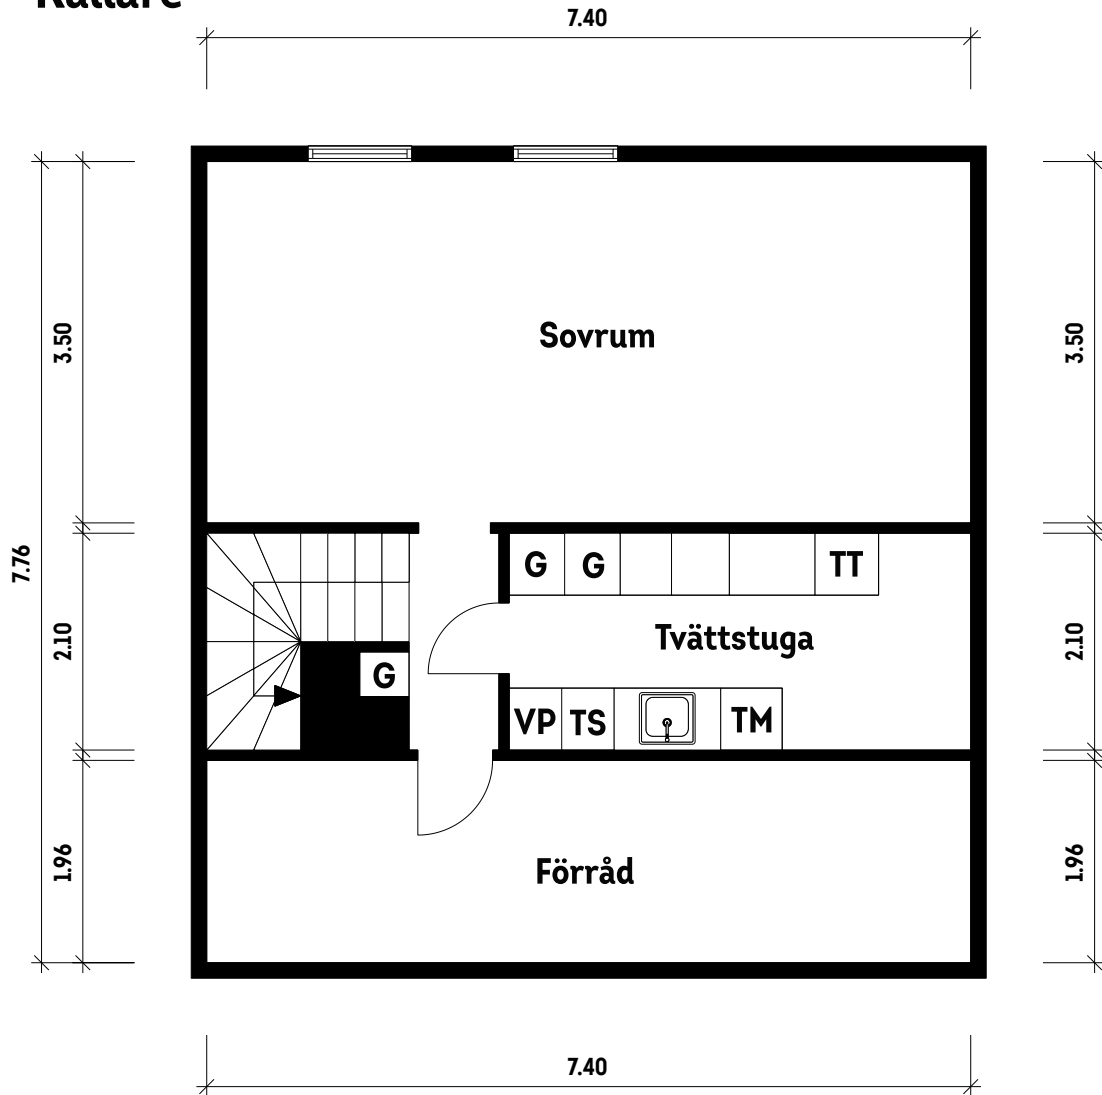 Källare
7.40
3.50
3.50
Sovrum
7.76
G
G
TT
2.10
Tvättstuga
2.10
G
VP
TS
TM
1.96
Förråd
1.96
7.40